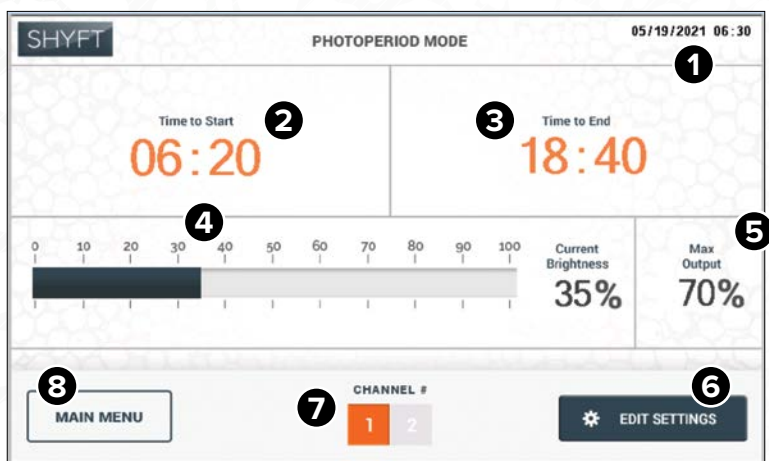 SHYFT
PHOTOPERIOD MODE
05/19/2021 06:30
1
Time to Start
2
06:20
3
Time to End
18:40
4
0 10 20 30 40 50 60 70 80 90 100
Current
Brightness
35%
5
Max
Output
70%
8
MAIN MENU
7
CHANNEL #
1 2
6
EDIT SETTINGS